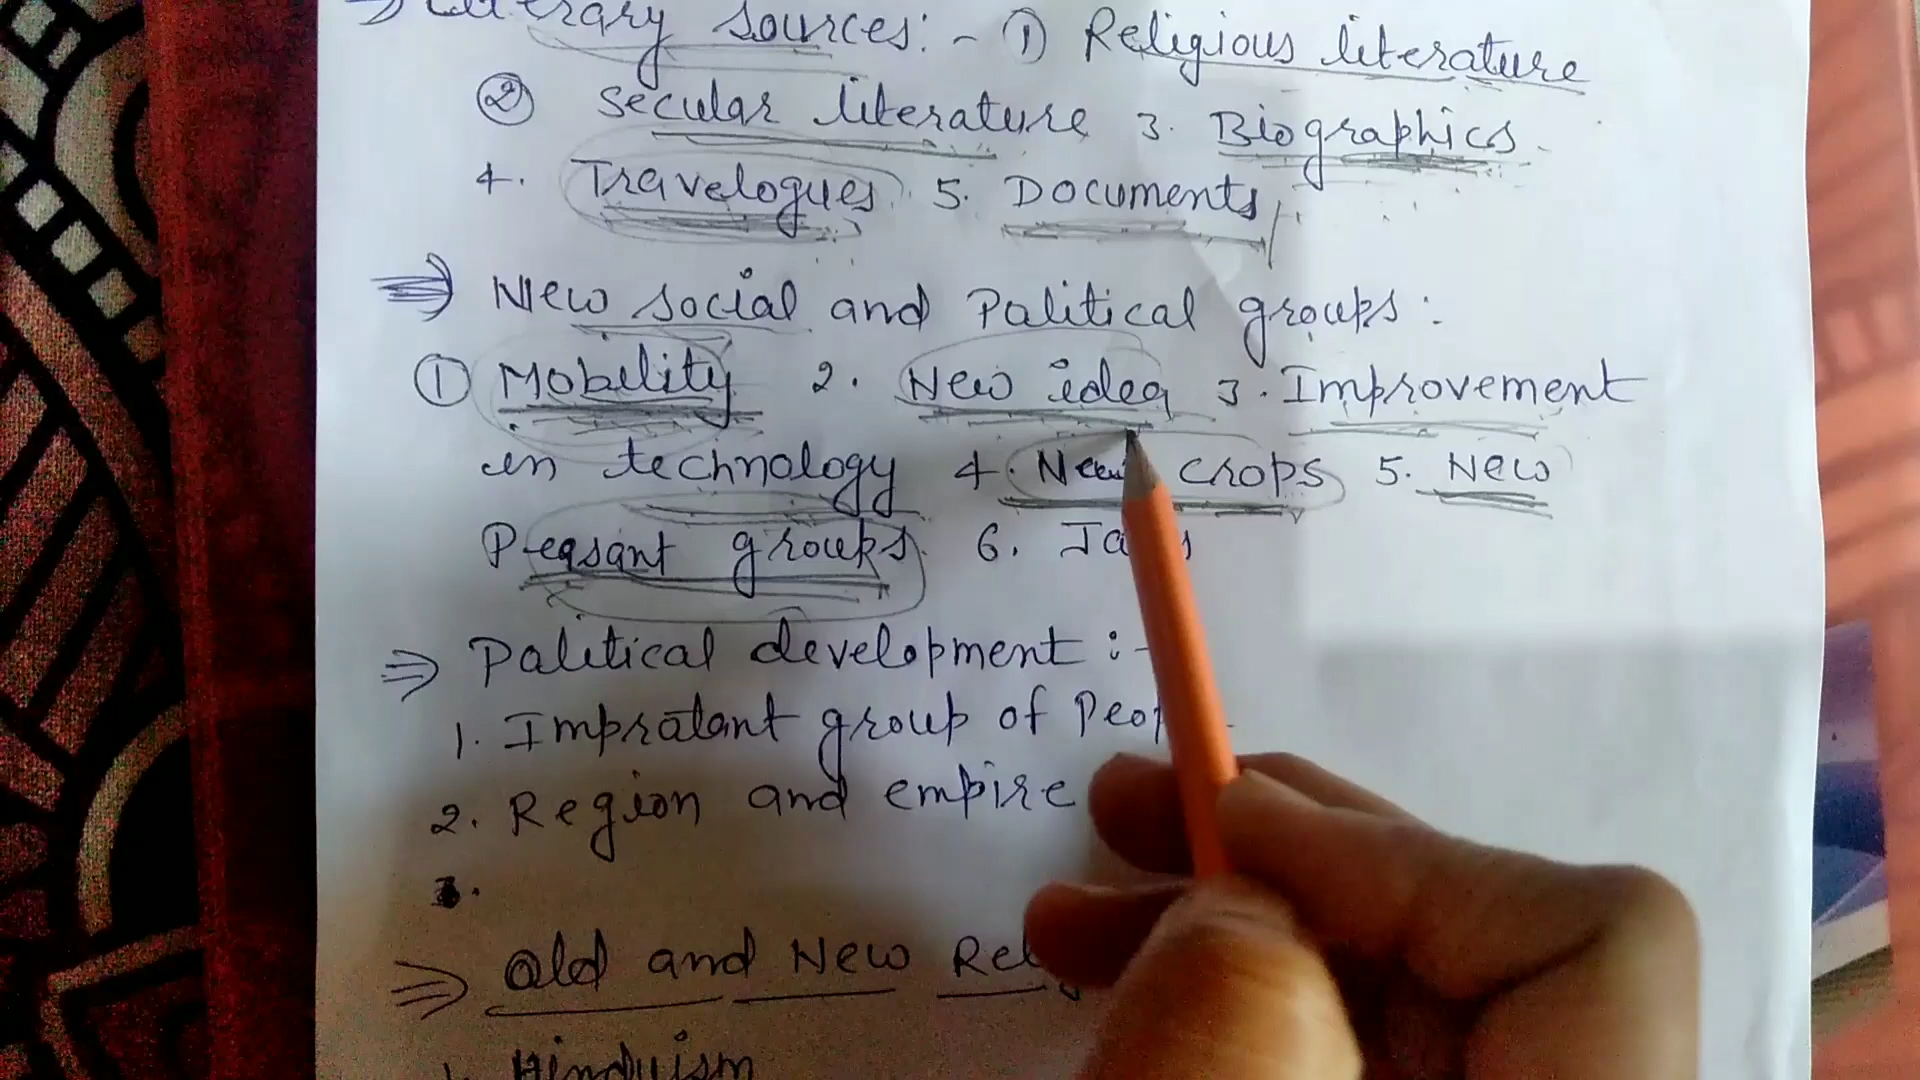 ⇒ Literary sources:- ① Religious literature
② secular literature 3. Biographics
4. Travelogues 5. Documents
⇒ New social and Palitical groups:
① Mobility 2. New idea 3. Improvement
in technology 4. New crops 5. New
Peasant groups. 6.
⇒ Palitical development :-
1. Impratant group of
2. Region and empire
3.
⇒ Old and New
1. Hinduism